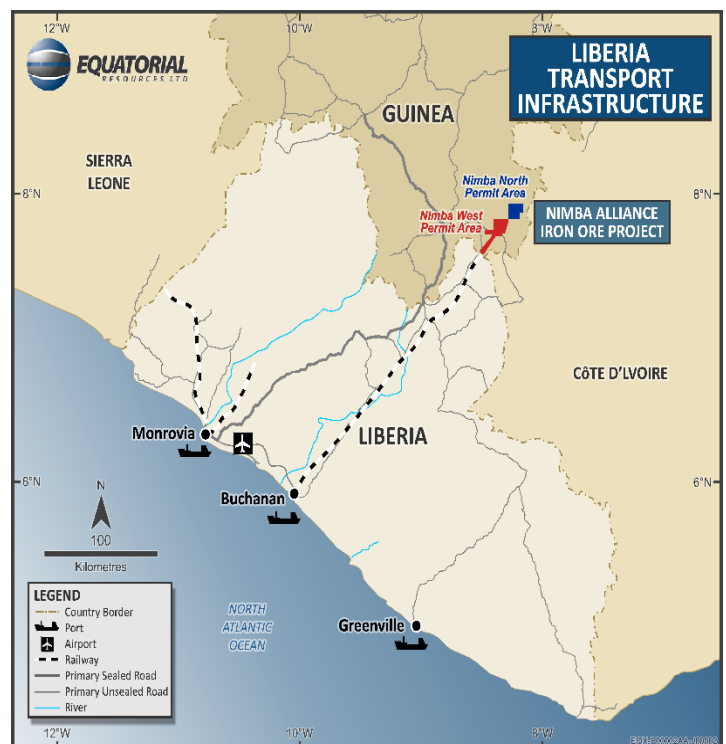 12°W
10°W
8°W
EQUATORIAL
RESOURCES LTD
LIBERIA
TRANSPORT
INFRASTRUCTURE
GUINEA
SIERRA
LEONE
8°N
8°N
Nimba North
Permit Area
Nimba West
Permit Area
NIMBA ALLIANCE
IRON ORE PROJECT
CôTE D'LVOIRE
Monrovia
LIBERIA
6°N
6°N
Buchanan
N
100
Kilometres
LEGEND
Country Border
Port
Airport
Railway
Primary Sealed Road
Primary Unsealed Road
River
NORTH
ATLANTIC
OCEAN
Greenville
12°W
10°W
8°W